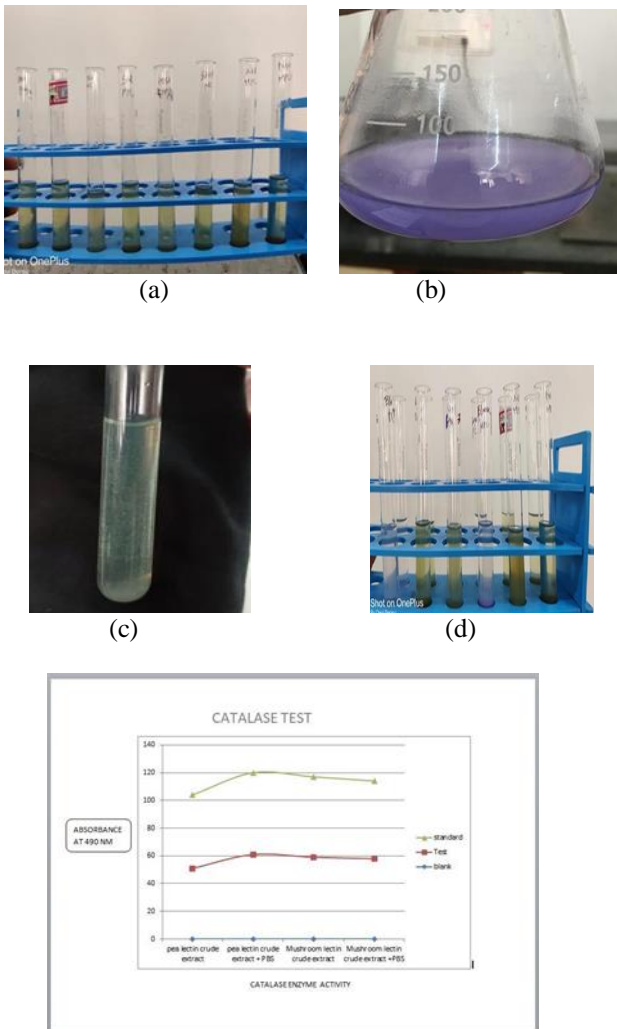 200
150
100
Shot on OnePlus
(a)
(b)
Shot on OnePlus
(c)
(d)
CATALASE TEST
140
120
100
80
60
40
20
0
ABSORBANCE
AT 490 NM
standard
Test
blank
pea lectin crude
extract
pea lectin crude
extract + PBS
Mushroom lectin
crude extract
Mushroom lectin
crude extract +PBS
CATALASE ENZYME ACTIVITY